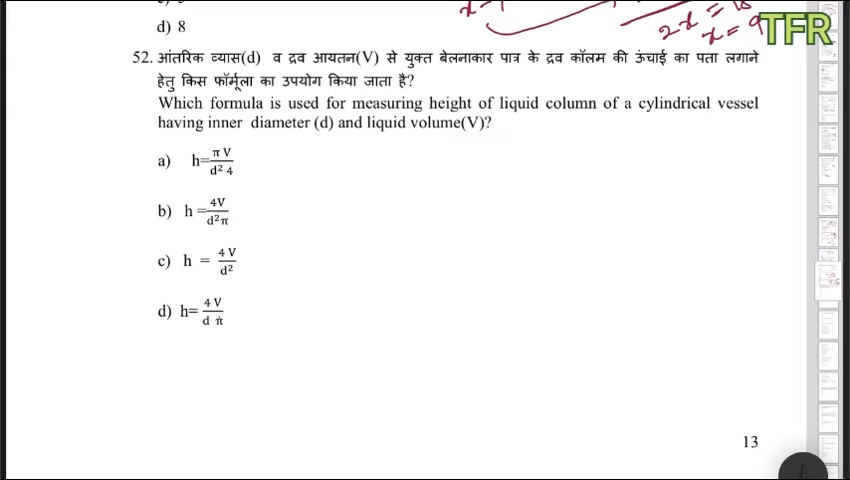 d) 8
2x = 18
x = 9
TFR
52. आंतरिक व्यास(d) व द्रव आयतन(V) से युक्त बेलनाकार पात्र के द्रव कॉलम की ऊंचाई का पता लगाने
हेतु किस फॉर्मूला का उपयोग किया जाता है?
Which formula is used for measuring height of liquid column of a cylindrical vessel
having inner diameter (d) and liquid volume(V)?
a) h=π V/d² 4
b) h =4V/d²π
c) h = 4 V/d²
d) h=4 V/d π
13